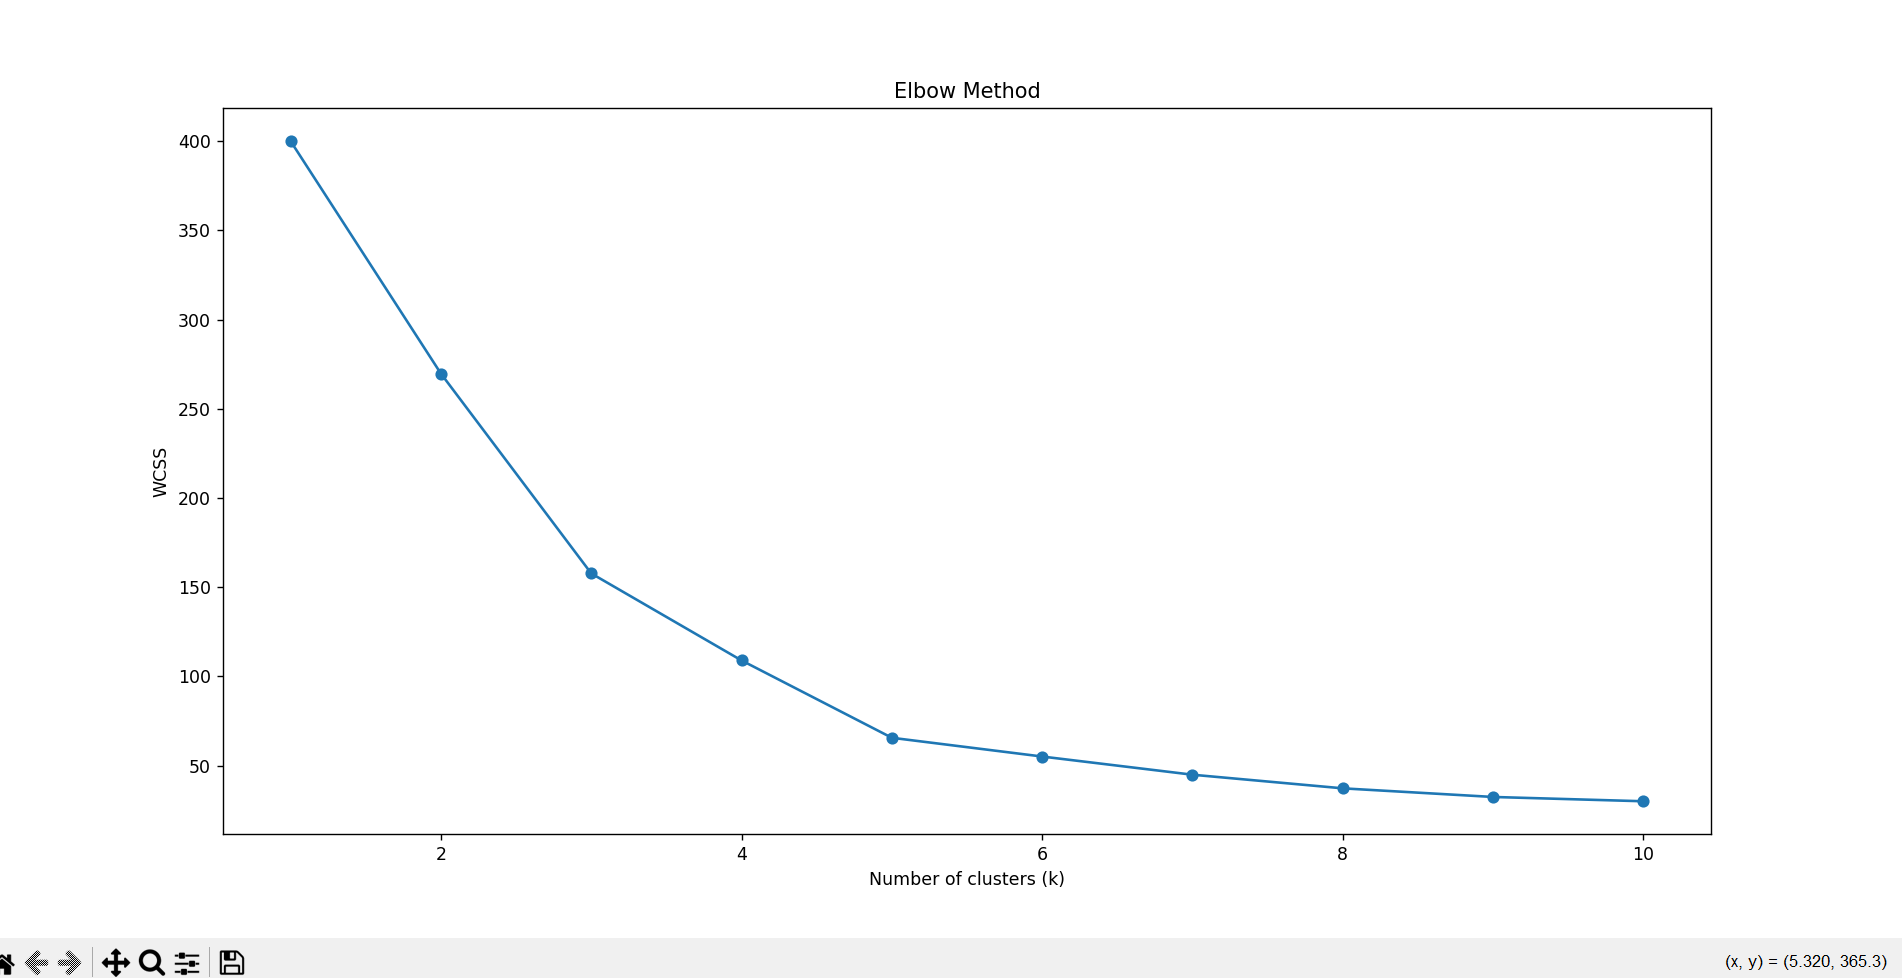 Elbow Method
400
350
300
250
200
150
100
50
WCSS
2 4 6 8 10
Number of clusters (k)
(x, y) = (5.320, 365.3)